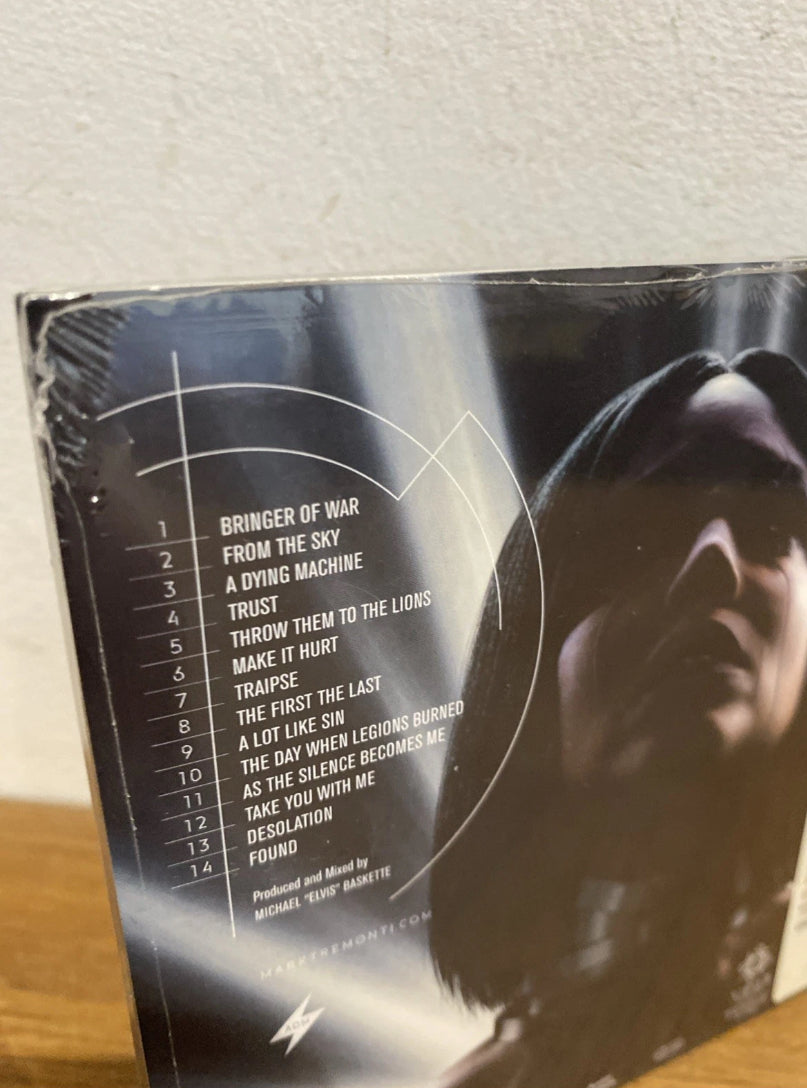 1 BRINGER OF WAR
2 FROM THE SKY
3 A DYING MACHINE
4 TRUST
5 THROW THEM TO THE LIONS
6 MAKE IT HURT
7 TRAIPSE
8 THE FIRST THE LAST
9 A LOT LIKE SIN
10 THE DAY WHEN LEGIONS BURNED
11 AS THE SILENCE BECOMES ME
12 TAKE YOU WITH ME
13 DESOLATION
14 FOUND
Produced and Mixed by
MICHAEL "ELVIS" BASKETTE
MARKTREMONTI.COM
ADM